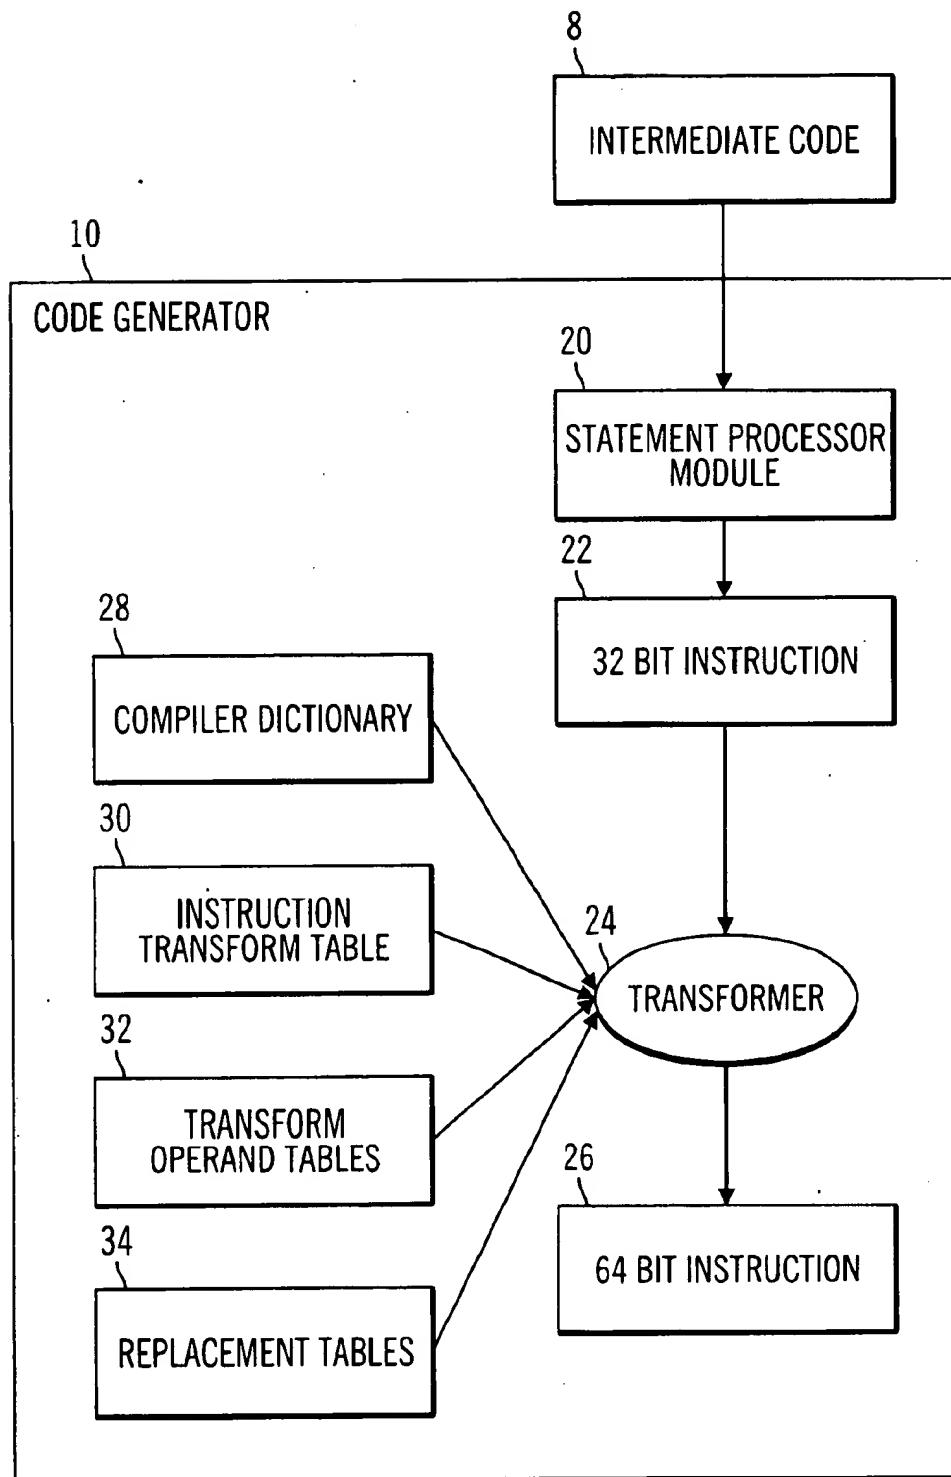 8
INTERMEDIATE CODE
10
CODE GENERATOR
20
STATEMENT PROCESSOR
MODULE
22
32 BIT INSTRUCTION
28
COMPILER DICTIONARY
30
INSTRUCTION
TRANSFORM TABLE
24
TRANSFORMER
32
TRANSFORM
OPERAND TABLES
26
64 BIT INSTRUCTION
34
REPLACEMENT TABLES